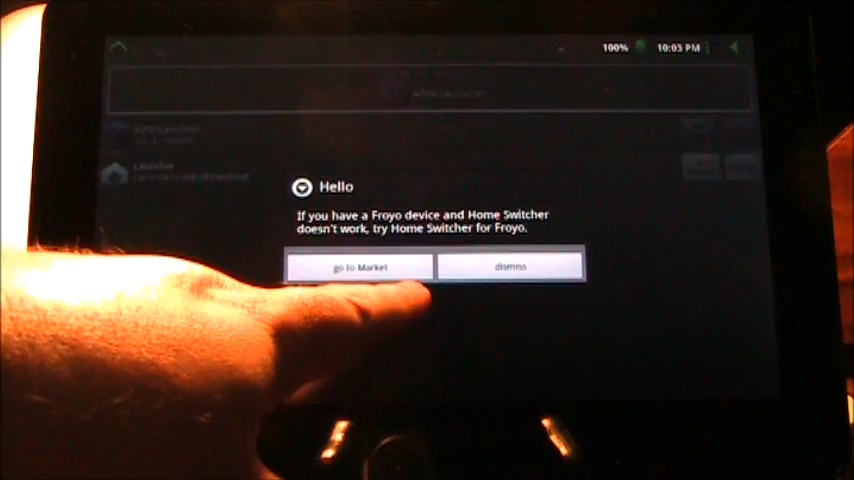 100% 10:03 PM
Launcher
Hello
If you have a Froyo device and Home Switcher
doesn't work, try Home Switcher for Froyo.
go to Market dismiss